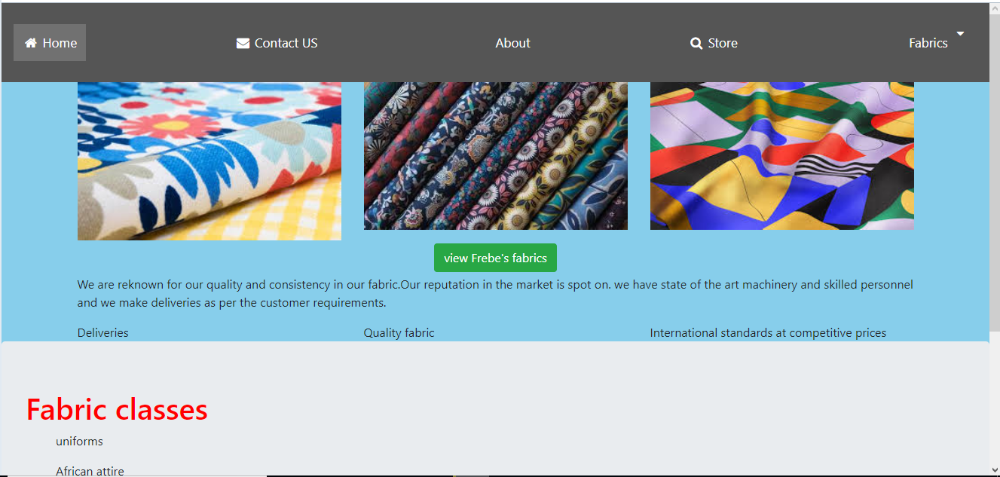 Home Contact US About Store Fabrics
view Frebe's fabrics
We are reknown for our quality and consistency in our fabric.Our reputation in the market is spot on. we have state of the art machinery and skilled personnel
and we make deliveries as per the customer requirements.
Deliveries Quality fabric International standards at competitive prices
Fabric classes
uniforms
African attire